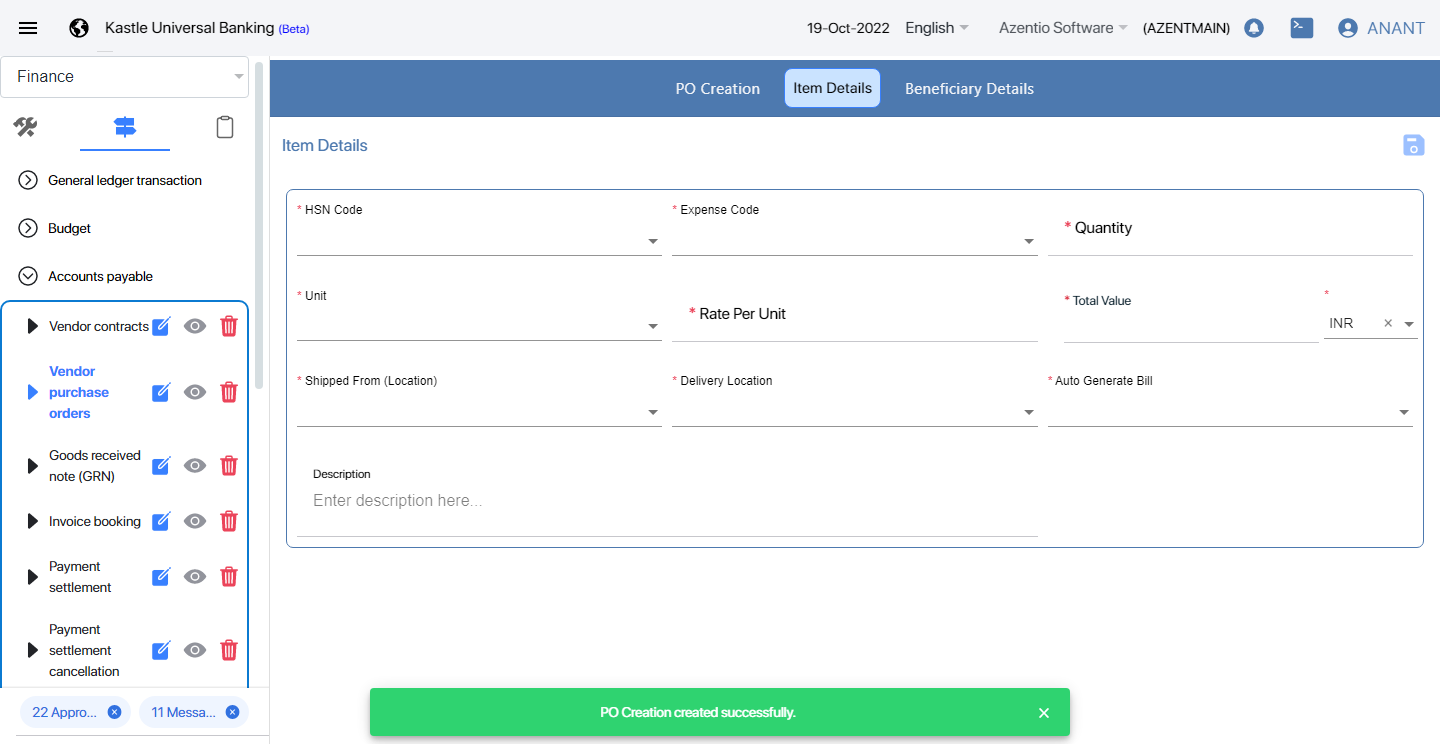 Kastle Universal Banking (Beta)
19-Oct-2022
English
Azentio Software
(AZENTMAIN)
ANANT
Finance
General ledger transaction
Budget
Accounts payable
Vendor contracts
Vendor
purchase
orders
Goods received
note (GRN)
Invoice booking
Payment
settlement
Payment
settlement
cancellation
22 Appro...
11 Messa...
PO Creation
Item Details
Beneficiary Details
Item Details
* HSN Code
* Expense Code
* Quantity
* Unit
* Rate Per Unit
* Total Value
*
INR
* Shipped From (Location)
* Delivery Location
* Auto Generate Bill
Description
Enter description here...
PO Creation created successfully.